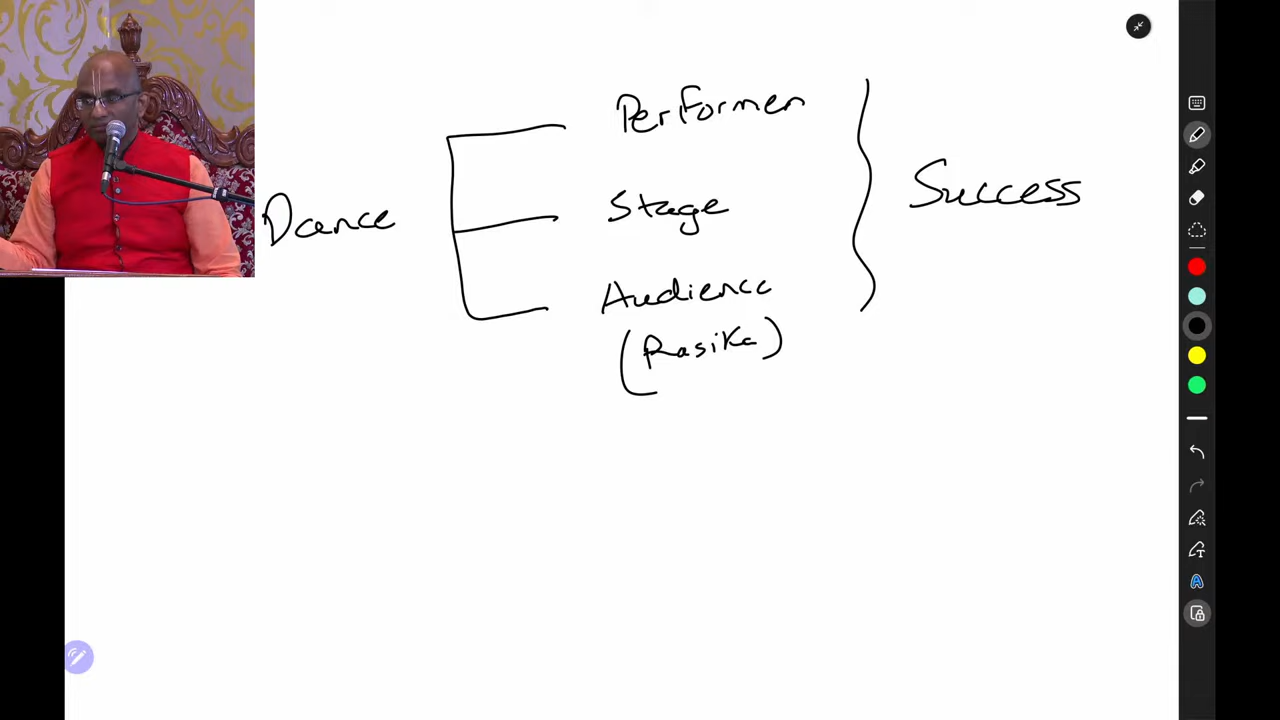 Performer
Dance
Stage
Success
Audience
(Rasika)